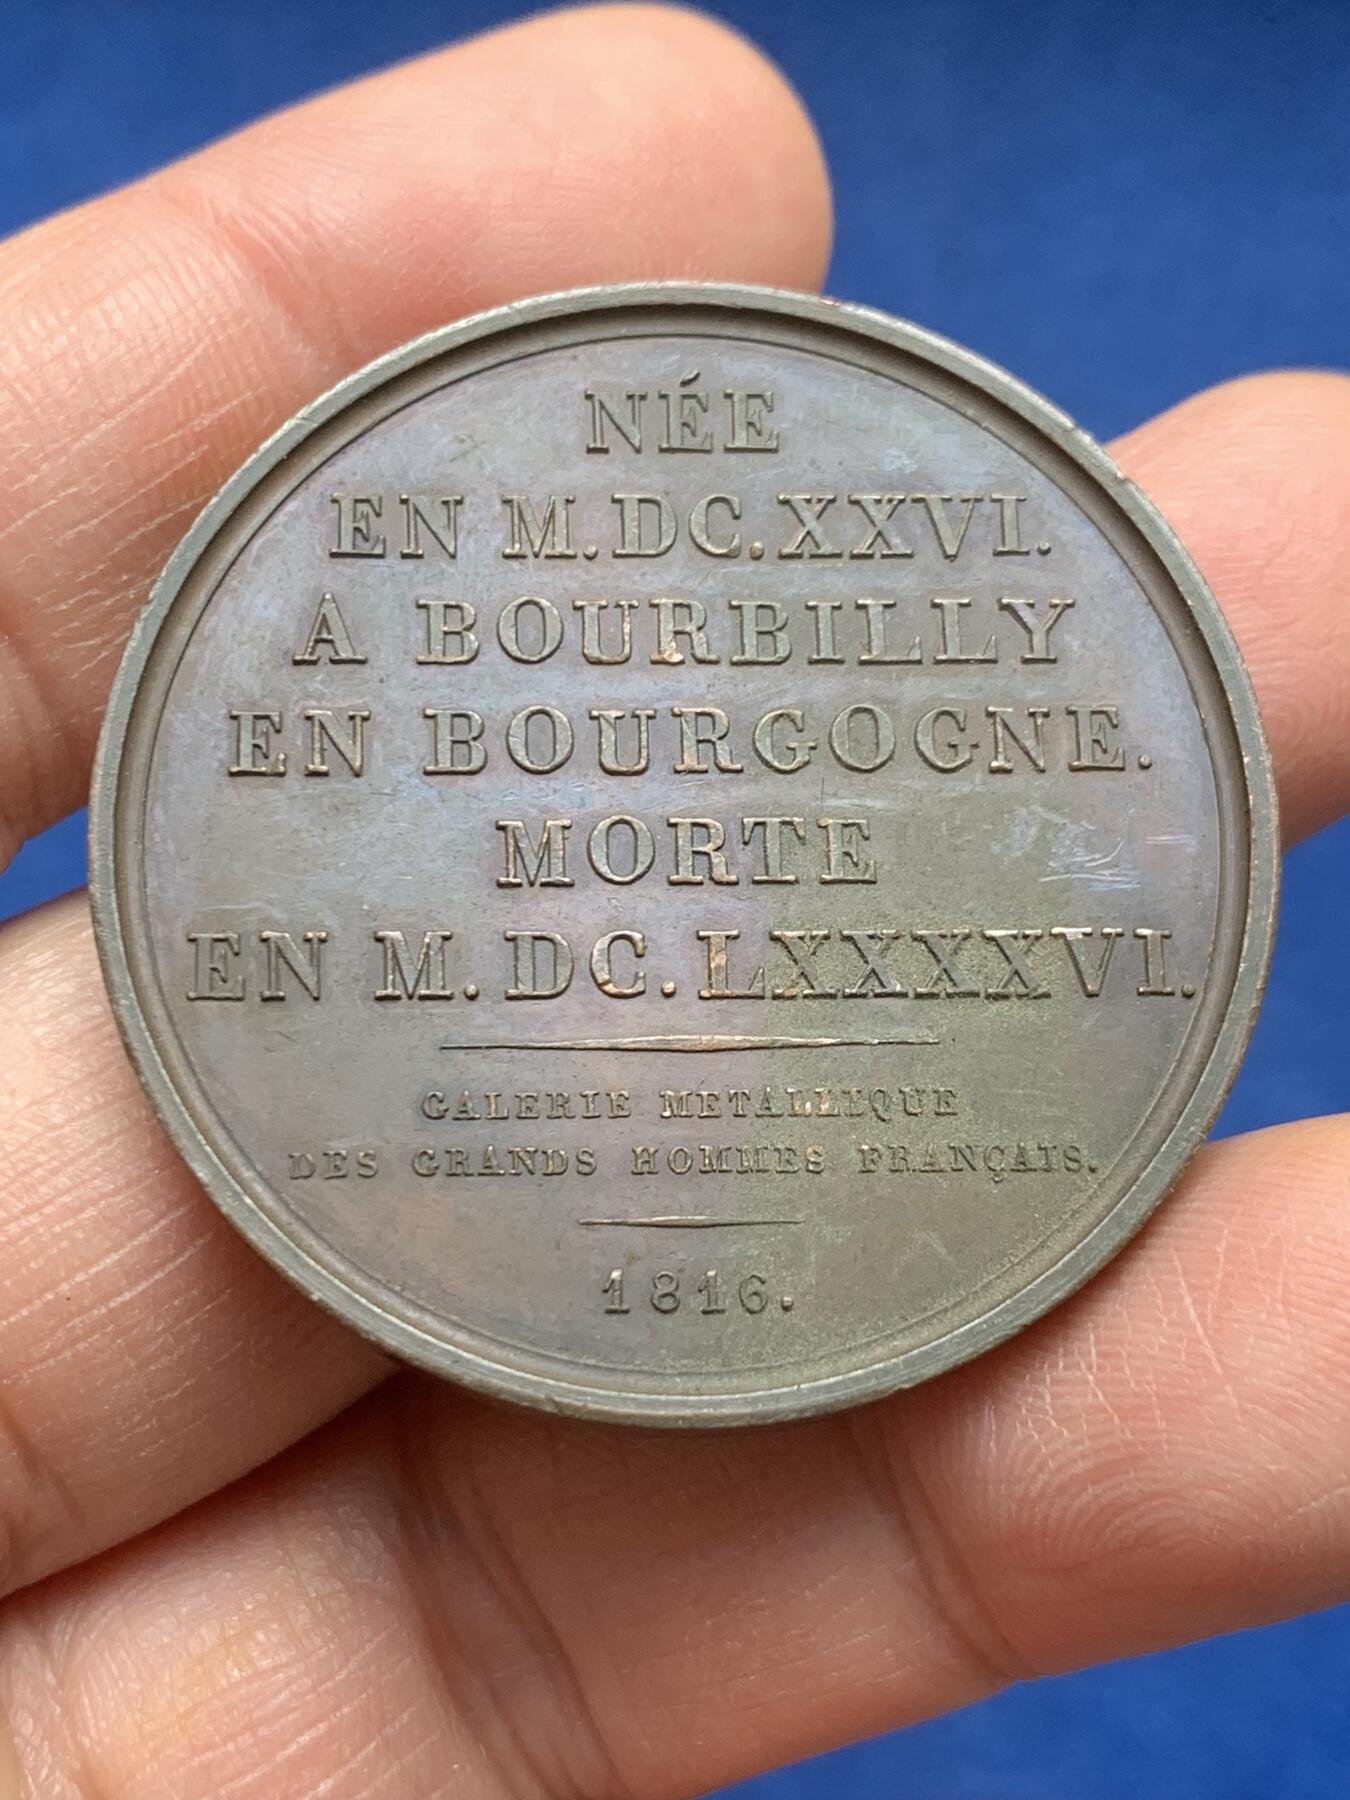 NÉE
EN M.DC.XXVI.
A BOURBILLY
EN BOURGOGNE.
MORTE
EN M.DC.LXXXXVI.
GALERIE METALLIQUE
DES GRANDS HOMMES FRANÇAIS.
1816.